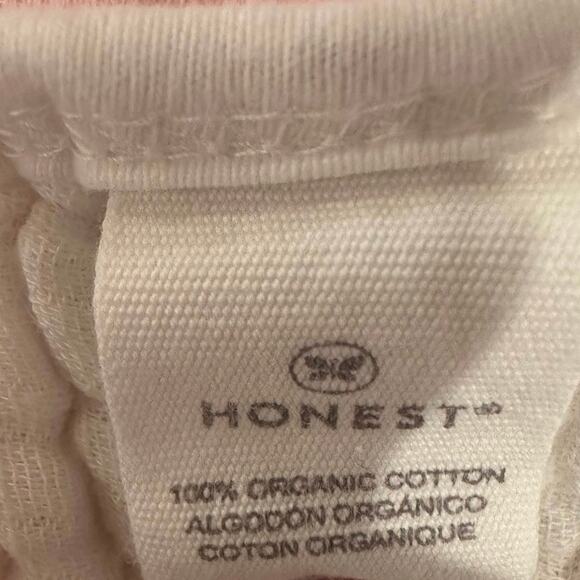 HONEST®
100% ORGANIC COTTON
ALGODÓN ORGÁNICO
COTON ORGANIQUE